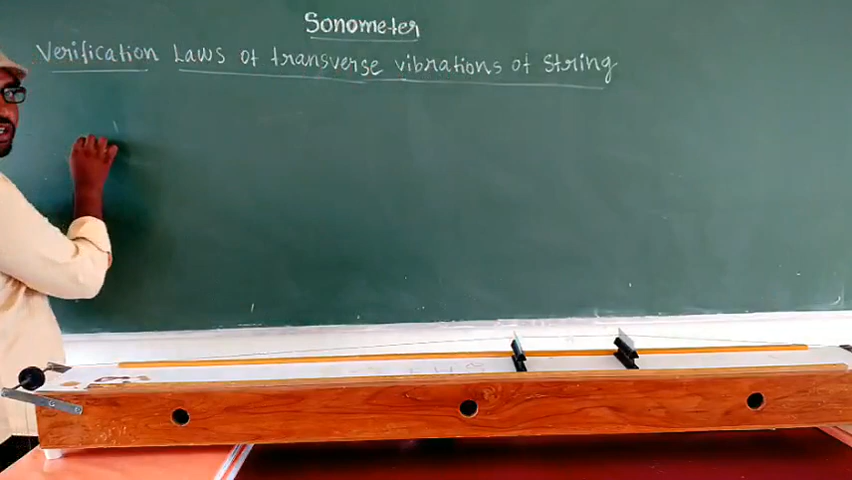 Sonometer
Verification Laws of transverse vibrations of string